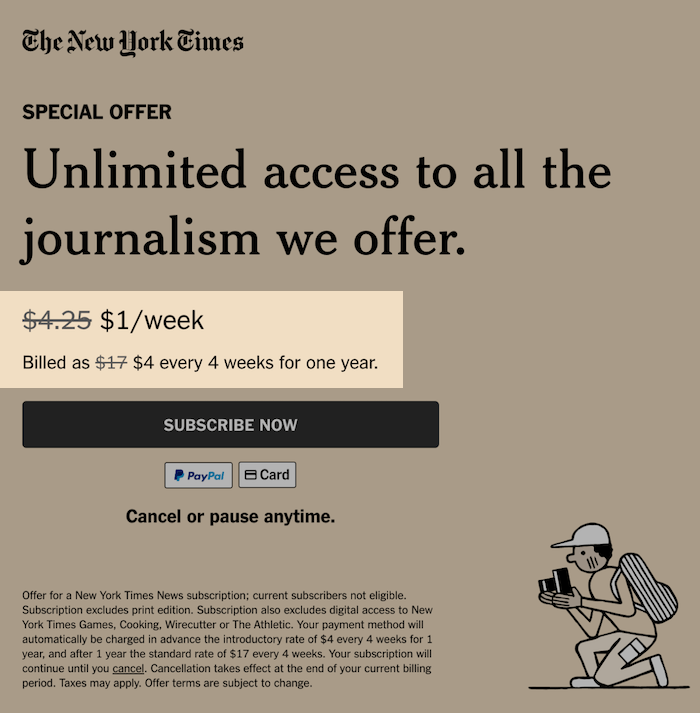 The New York Times
SPECIAL OFFER
Unlimited access to all the
journalism we offer.
$4.25 $1/week
Billed as $17 $4 every 4 weeks for one year.
SUBSCRIBE NOW
PayPal Card
Cancel or pause anytime.
Offer for a New York Times News subscription; current subscribers not eligible.
Subscription excludes print edition. Subscription also excludes digital access to New
York Times Games, Cooking, Wirecutter or The Athletic. Your payment method will
automatically be charged in advance the introductory rate of $4 every 4 weeks for 1
year, and after 1 year the standard rate of $17 every 4 weeks. Your subscription will
continue until you cancel. Cancellation takes effect at the end of your current billing
period. Taxes may apply. Offer terms are subject to change.